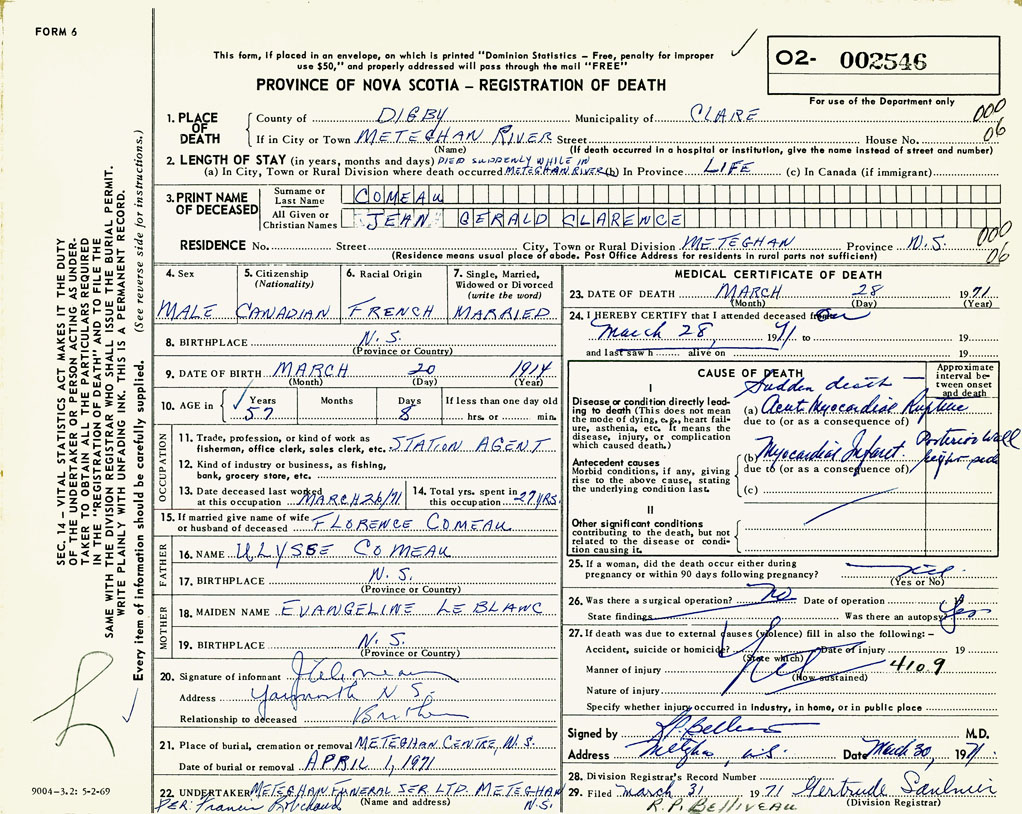 FORM 6
This form, if placed in an envelope, on which is printed "Dominion Statistics – Free, penalty for improper
use $50," and properly addressed will pass through the mail "FREE"
PROVINCE OF NOVA SCOTIA – REGISTRATION OF DEATH
O2- 002546
For use of the Department only
1. PLACE OF DEATH County of DIGBY Municipality of CLARE 000
If in City or Town METEGHAN RIVER Street House No. 06
(Name) (If death occurred in a hospital or institution, give the name instead of street and number)
2. LENGTH OF STAY (in years, months and days) DIED SUDDENLY WHILE IN
(a) In City, Town or Rural Division where death occurred METEGHAN RIVER (b) In Province LIFE (c) In Canada (if immigrant)
3. PRINT NAME OF DECEASED Surname or Last Name COMEAU
All Given or Christian Names JEAN GERALD CLARENCE
RESIDENCE No. Street City, Town or Rural Division METEGHAN Province N.S. 000
(Residence means usual place of abode. Post Office Address for residents in rural parts not sufficient) 06
4. Sex 5. Citizenship (Nationality) 6. Racial Origin 7. Single, Married, Widowed or Divorced (write the word)
MALE CANADIAN FRENCH MARRIED
8. BIRTHPLACE N.S.
(Province or Country)
9. DATE OF BIRTH MARCH 20 1914
(Month) (Day) (Year)
10. AGE in Years Months Days If less than one day old
57 8 hrs. or min.
OCCUPATION
11. Trade, profession, or kind of work as
fisherman, office clerk, sales clerk, etc. STATION AGENT
12. Kind of industry or business, as fishing,
bank, grocery store, etc.
13. Date deceased last worked at this occupation MARCH 26/71
14. Total yrs. spent in this occupation 27 YRS.
15. If married give name of wife or husband of deceased FLORENCE COMEAU
FATHER
16. NAME ULYSSE COMEAU
17. BIRTHPLACE N.S.
(Province or Country)
MOTHER
18. MAIDEN NAME EVANGELINE LE BLANC
19. BIRTHPLACE N.S.
(Province or Country)
20. Signature of informant
Address Yarmouth N S.
Relationship to deceased Brother
21. Place of burial, cremation or removal METEGHAN CENTRE, N.S.
Date of burial or removal APRIL 1, 1971
22. UNDERTAKER METEGHAN FUNERAL SER. LTD. METEGHAN
PER: Francis Robichaud (Name and address) N.S.
MEDICAL CERTIFICATE OF DEATH
23. DATE OF DEATH MARCH 28 1971
(Month) (Day) (Year)
24. I HEREBY CERTIFY that I attended deceased from on
March 28, 1971 to 19
and last saw h alive on 19
CAUSE OF DEATH
Approximate interval between onset and death
Sudden death
I
Disease or condition directly leading to death (This does not mean the mode of dying, e.g., heart failure, asthenia, etc. It means the disease, injury, or complication which caused death.)
(a) Acut Myocardial Rupture
due to (or as a consequence of) Posterior Wall
Antecedent causes
Morbid conditions, if any, giving rise to the above cause, stating the underlying condition last.
(b) Myocardial Infarct
due to (or as a consequence of)
(c)
II
Other significant conditions
contributing to the death, but not related to the disease or condition causing it.
25. If a woman, did the death occur either during
pregnancy or within 90 days following pregnancy?
(Yes or No)
26. Was there a surgical operation? No Date of operation
State findings Was there an autopsy? Yes
27. If death was due to external causes (violence) fill in also the following: –
Accident, suicide or homicide? Date of injury 19
(State which)
Manner of injury 410.9
(How sustained)
Nature of injury
Specify whether injury occurred in Industry, in home, or in public place
Signed by Belliveau M.D.
Address Meteghan, N.S. Date March 30, 1971
28. Division Registrar's Record Number
29. Filed March 31 1971 Gertrude Saulnier
R.P. BELLIVEAU (Division Registrar)
SEC. 14 – VITAL STATISTICS ACT MAKES IT THE DUTY
OF THE UNDERTAKER OR PERSON ACTING AS UNDER-
TAKER TO OBTAIN ALL THE PARTICULARS REQUIRED
IN THE "REGISTRATION OF DEATH" AND TO FILE THE
SAME WITH THE DIVISION REGISTRAR WHO SHALL ISSUE THE BURIAL PERMIT.
WRITE PLAINLY WITH UNFADING INK. THIS IS A PERMANENT RECORD.
Every item of information should be carefully supplied. (See reverse side for instructions.)
9004-3.2: 5-2-69